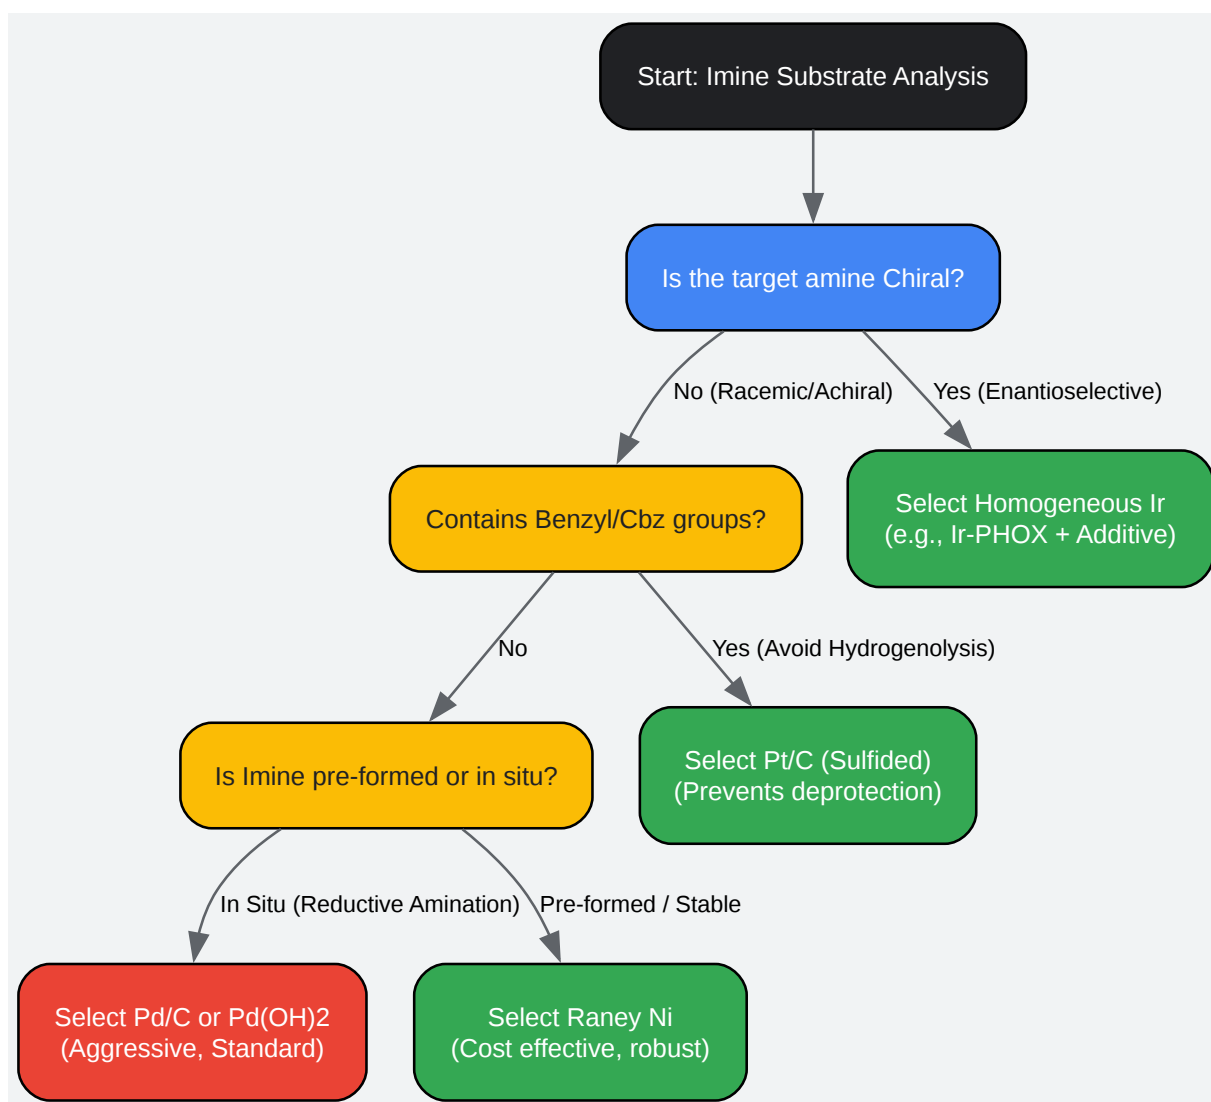 Start: Imine Substrate Analysis
Is the target amine Chiral?
No (Racemic/Achiral)
Yes (Enantioselective)
Contains Benzyl/Cbz groups?
Select Homogeneous Ir
(e.g., Ir-PHOX + Additive)
No
Yes (Avoid Hydrogenolysis)
Is Imine pre-formed or in situ?
Select Pt/C (Sulfided)
(Prevents deprotection)
In Situ (Reductive Amination)
Pre-formed / Stable
Select Pd/C or Pd(OH)2
(Aggressive, Standard)
Select Raney Ni
(Cost effective, robust)